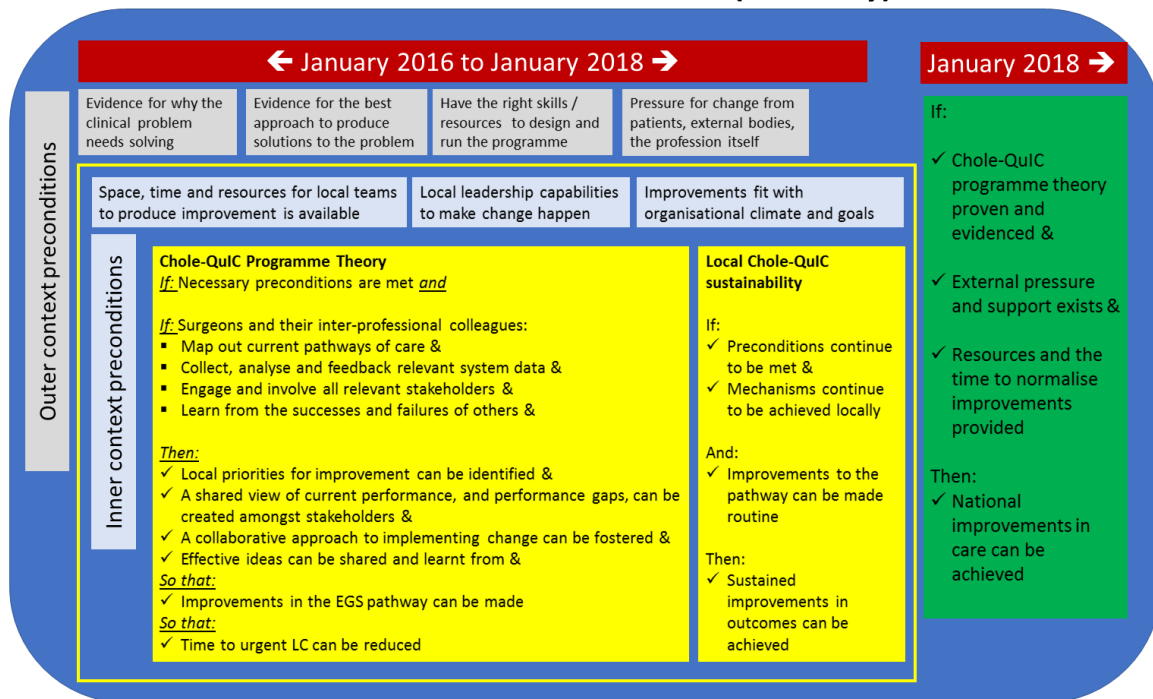 ← January 2016 to January 2018 →
January 2018 →
Outer context preconditions
Evidence for why the
clinical problem
needs solving
Evidence for the best
approach to produce
solutions to the problem
Have the right skills /
resources to design and
run the programme
Pressure for change from
patients, external bodies,
the profession itself
Inner context preconditions
Space, time and resources for local teams
to produce improvement is available
Local leadership capabilities
to make change happen
Improvements fit with
organisational climate and goals
Chole-QuIC Programme Theory
If: Necessary preconditions are met and
If: Surgeons and their inter-professional colleagues:
▪ Map out current pathways of care &
▪ Collect, analyse and feedback relevant system data &
▪ Engage and involve all relevant stakeholders &
▪ Learn from the successes and failures of others &
Then:
✓ Local priorities for improvement can be identified &
✓ A shared view of current performance, and performance gaps, can be
created amongst stakeholders &
✓ A collaborative approach to implementing change can be fostered &
✓ Effective ideas can be shared and learnt from &
So that:
✓ Improvements in the EGS pathway can be made
So that:
✓ Time to urgent LC can be reduced
Local Chole-QuIC
sustainability
If:
✓ Preconditions continue
to be met &
✓ Mechanisms continue
to be achieved locally
And:
✓ Improvements to the
pathway can be made
routine
Then:
✓ Sustained
improvements in
outcomes can be
achieved
If:
✓ Chole-QuIC
programme theory
proven and
evidenced &
✓ External pressure
and support exists &
✓ Resources and the
time to normalise
improvements
provided
Then:
✓ National
improvements in
care can be
achieved